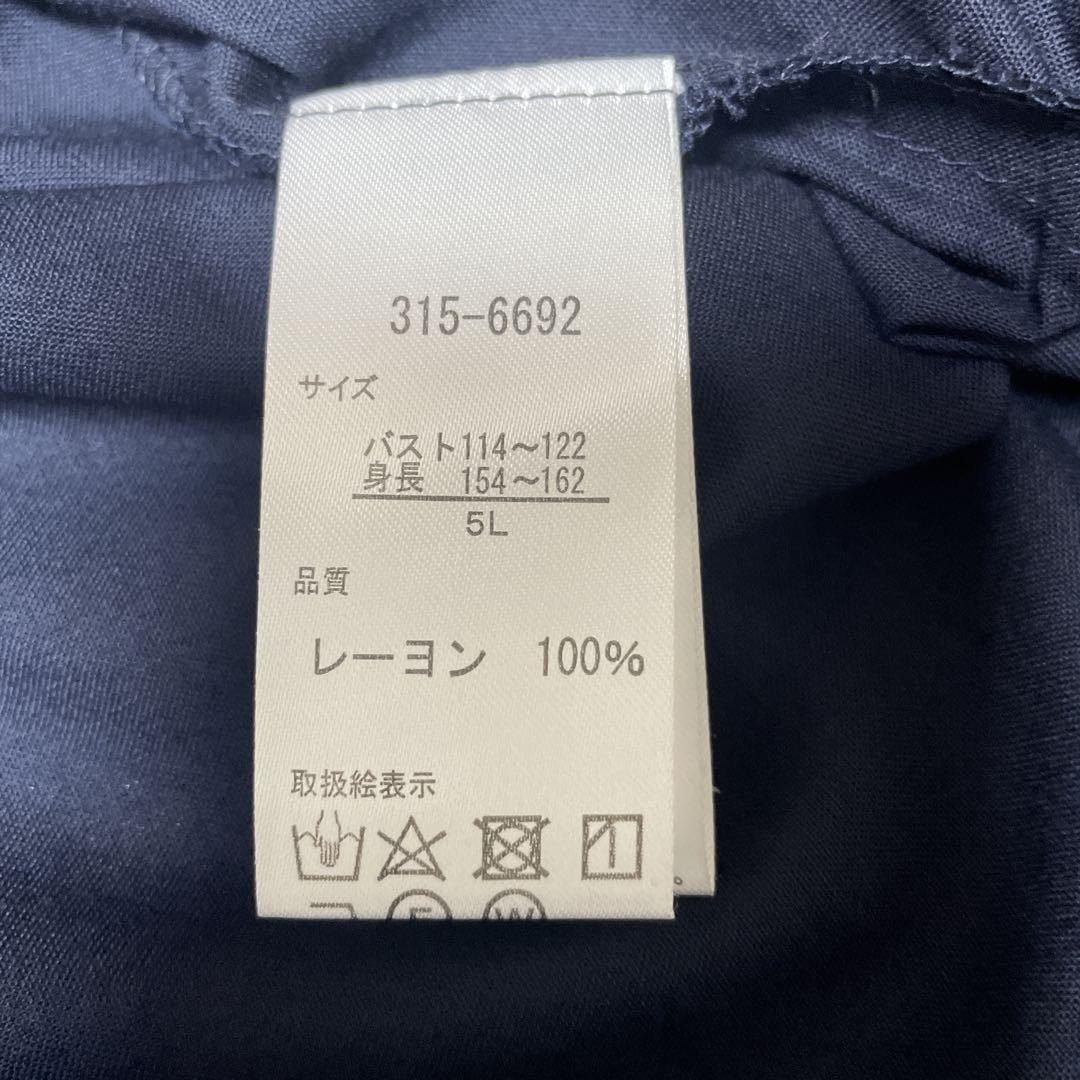 315-6692
サイズ
バスト114～122
身長 154～162
5L
品質
レーヨン 100%
取扱絵表示